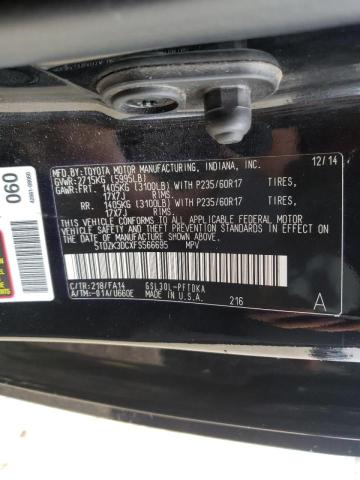 12/14
MFD. BY: TOYOTA MOTOR MANUFACTURING, INDIANA, INC.
GVWR: 2715KG (5995LB)
GAWR: FRT. 1405KG (3100LB) WITH P235/60R17 TIRES,
17X7J RIMS.
RR. 1405KG (3100LB) WITH P235/60R17 TIRES,
17X7J RIMS.
THIS VEHICLE CONFORMS TO ALL APPLICABLE FEDERAL MOTOR
VEHICLE SAFETY AND THEFT PREVENTION STANDARDS IN EFFECT ON
THE DATE OF MANUFACTURE SHOWN ABOVE.
5TDZK3DCXFS566695 MPV
C/TR: 218/FA14 GSL30L-PFTDKA
A/TM: -01A/U660E MADE IN U.S.A. 216 A
060